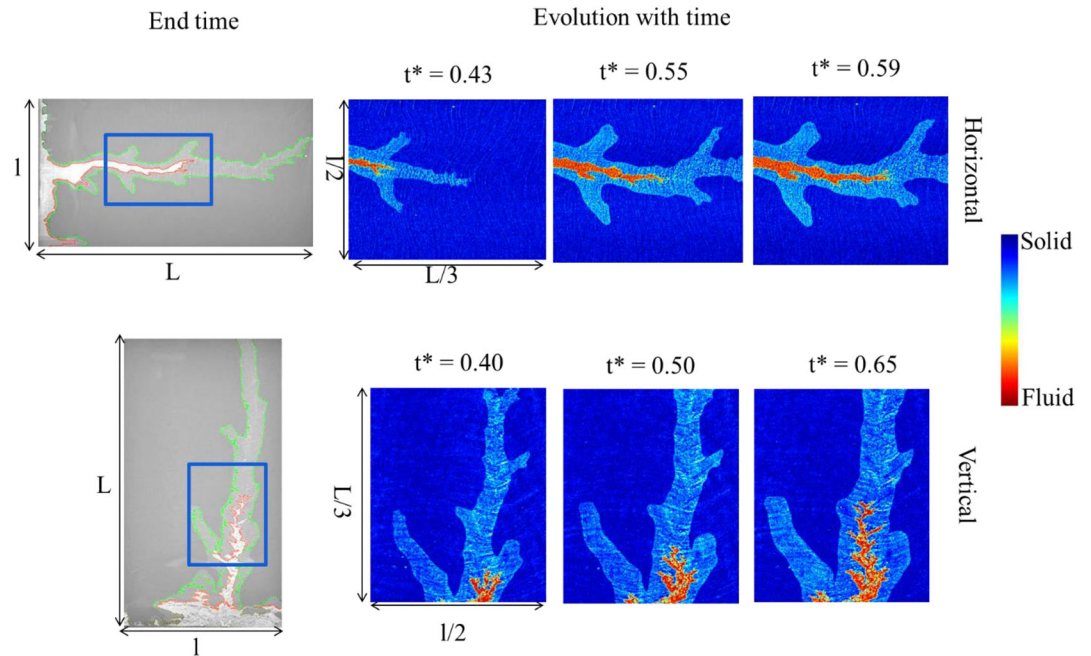 End time
Evolution with time
t* = 0.43
t* = 0.55
t* = 0.59
l
L
l/2
L/3
Horizontal
Solid
Fluid
t* = 0.40
t* = 0.50
t* = 0.65
L
l
L/3
l/2
Vertical